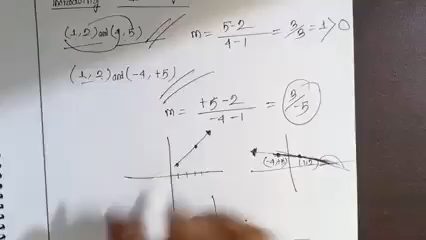 (1,2) and (4,5)
m = 5-2/4-1 = 3/3 = 1 > 0
(1,2) and (-4,+5)
m = +5-2/-4-1 = 3/-5
(-4,+5) (1,2)